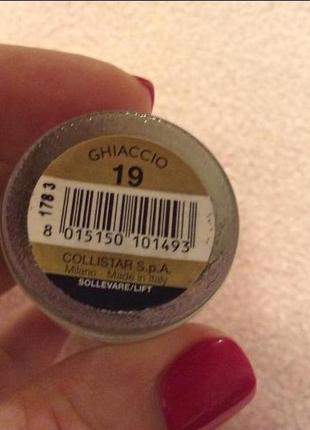 GHIACCIO
19
1783
8 015150 101493
COLLISTAR S.p.A.
Milano - Made in Italy
SOLLEVARE/LIFT